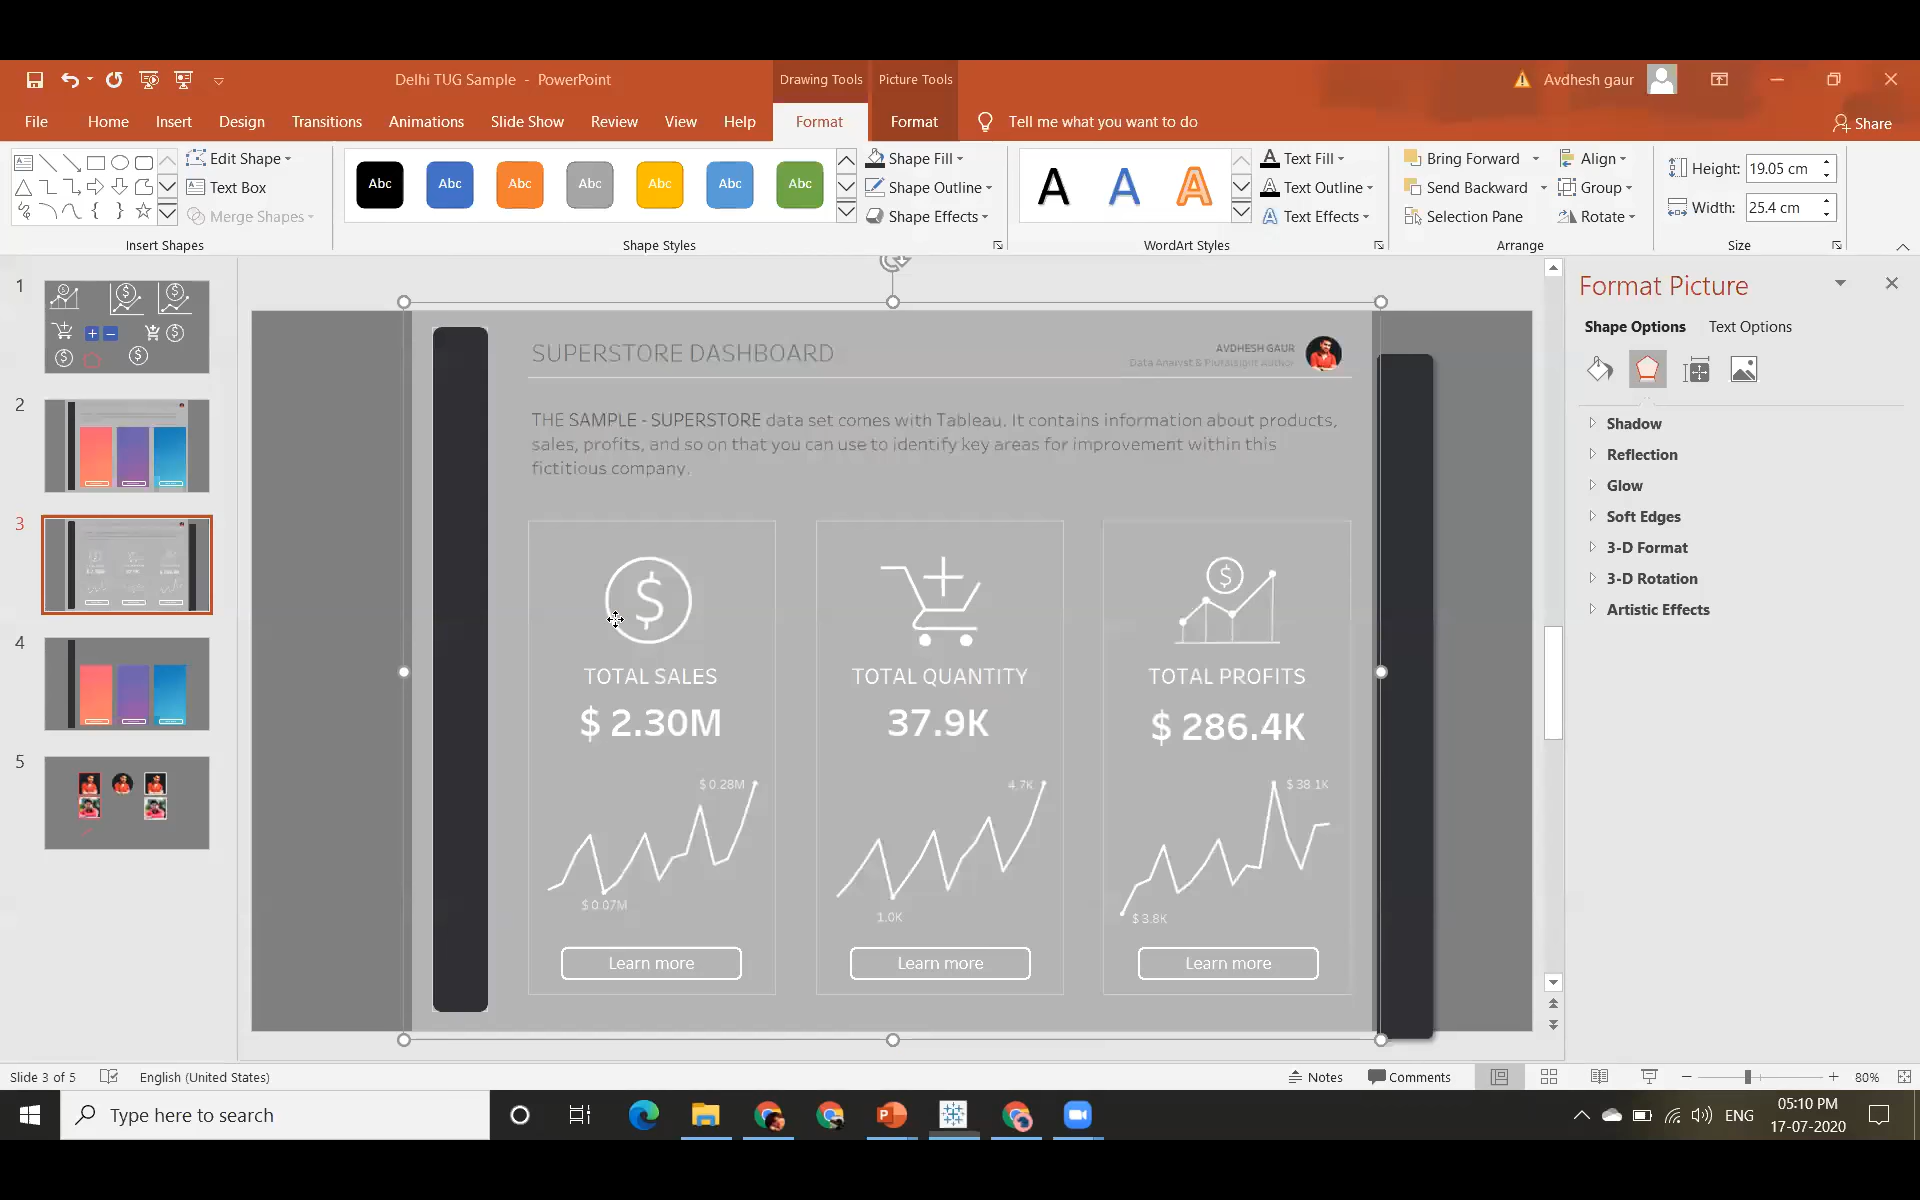 Delhi TUG Sample - PowerPoint
Drawing Tools
Picture Tools
Avdhesh gaur
File
Home
Insert
Design
Transitions
Animations
Slide Show
Review
View
Help
Format
Format
Tell me what you want to do
Share
Edit Shape
Text Box
Merge Shapes
Insert Shapes
Abc
Abc
Abc
Abc
Abc
Abc
Abc
Shape Fill
Shape Outline
Shape Effects
Shape Styles
A
A
A
Text Fill
Text Outline
Text Effects
WordArt Styles
Bring Forward
Send Backward
Selection Pane
Align
Group
Rotate
Arrange
Height: 19.05 cm
Width: 25.4 cm
Size
1
2
3
4
5
SUPERSTORE DASHBOARD
AVDHESH GAUR
Data Analyst & Pluralsight Author
THE SAMPLE - SUPERSTORE data set comes with Tableau. It contains information about products,
sales, profits, and so on that you can use to identify key areas for improvement within this
fictitious company.
$
TOTAL SALES
$ 2.30M
$ 0.28M
$ 0.07M
Learn more
TOTAL QUANTITY
37.9K
4.7K
1.0K
Learn more
$
TOTAL PROFITS
$ 286.4K
$ 38.1K
$ 3.8K
Learn more
Format Picture
Shape Options
Text Options
Shadow
Reflection
Glow
Soft Edges
3-D Format
3-D Rotation
Artistic Effects
Slide 3 of 5
English (United States)
Notes
Comments
80%
Type here to search
ENG
05:10 PM
17-07-2020